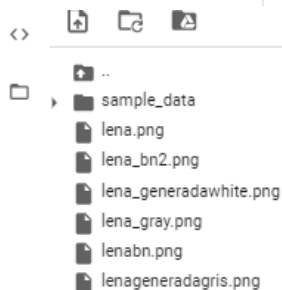 <>
..
sample_data
lena.png
lena_bn2.png
lena_generadawhite.png
lena_gray.png
lenabn.png
lenageneradagris.png